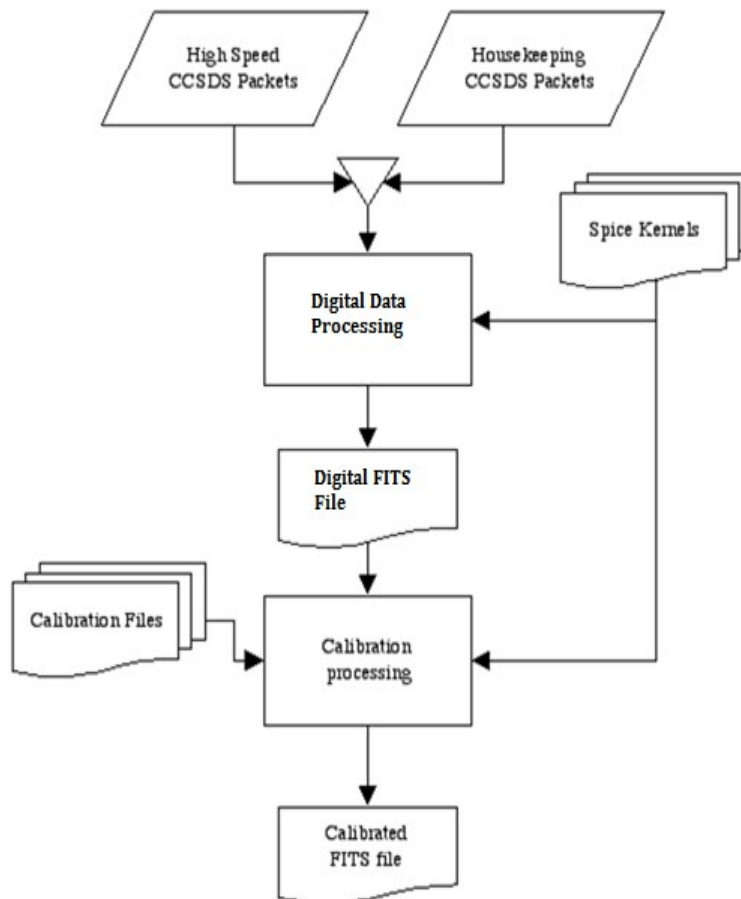 High Speed
CCSDS Packets
Housekeeping
CCSDS Packets
Spice Kernels
Digital Data
Processing
Digital FITS
File
Calibration Files
Calibration
processing
Calibrated
FITS file